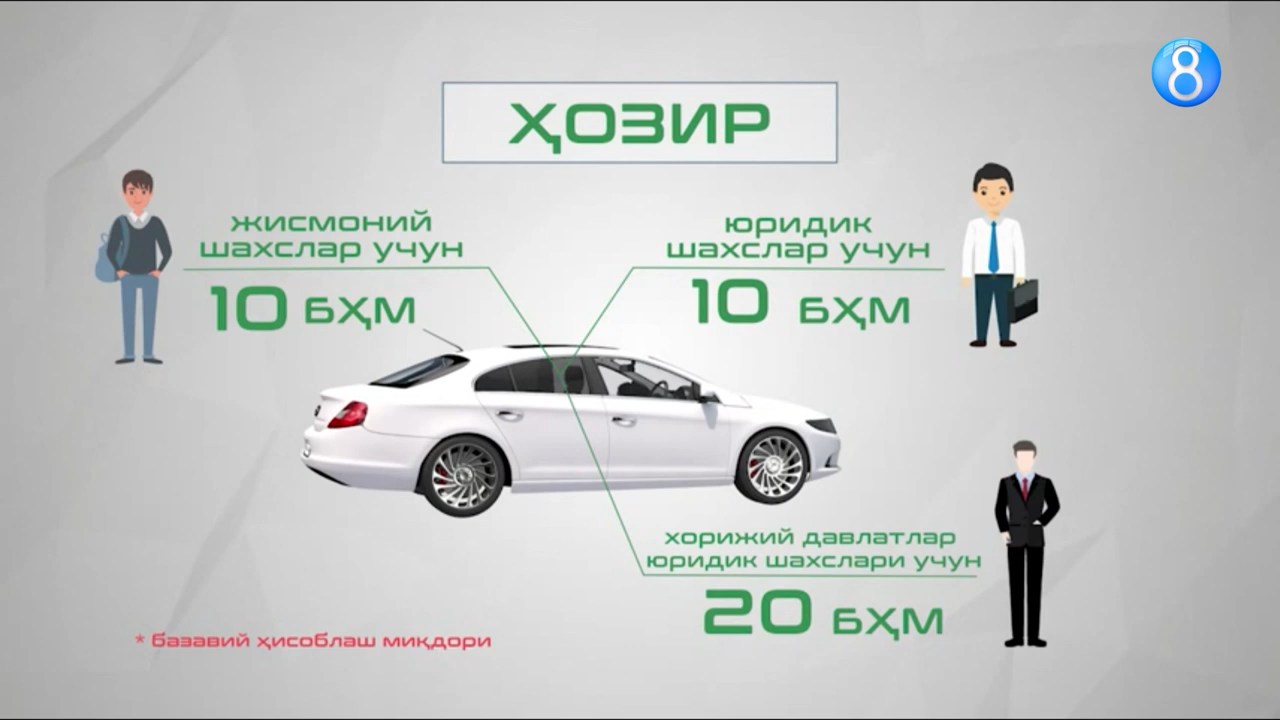 8
ҲОЗИР
ЖИСМОНИЙ
ШАХСЛАР УЧУН
10 БҲМ
ЮРИДИК
ШАХСЛАР УЧУН
10 БҲМ
ХОРИЖИЙ ДАВЛАТЛАР
ЮРИДИК ШАХСЛАРИ УЧУН
20 БҲМ
* базавий ҳисоблаш миқдори